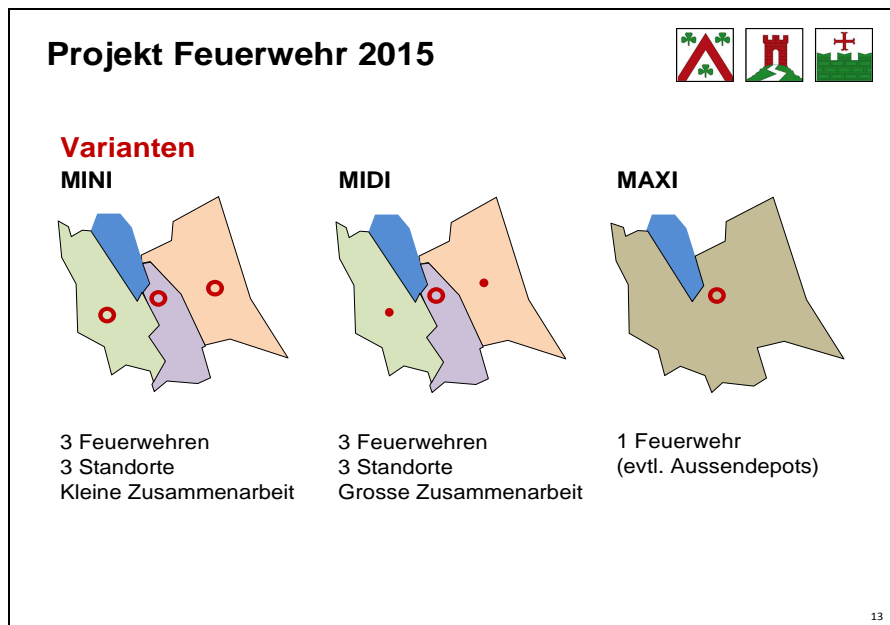 Projekt Feuerwehr 2015
Varianten
MINI
3 Feuerwehren
3 Standorte
Kleine Zusammenarbeit
MIDI
3 Feuerwehren
3 Standorte
Grosse Zusammenarbeit
MAXI
1 Feuerwehr
(evtl. Aussendepots)
13